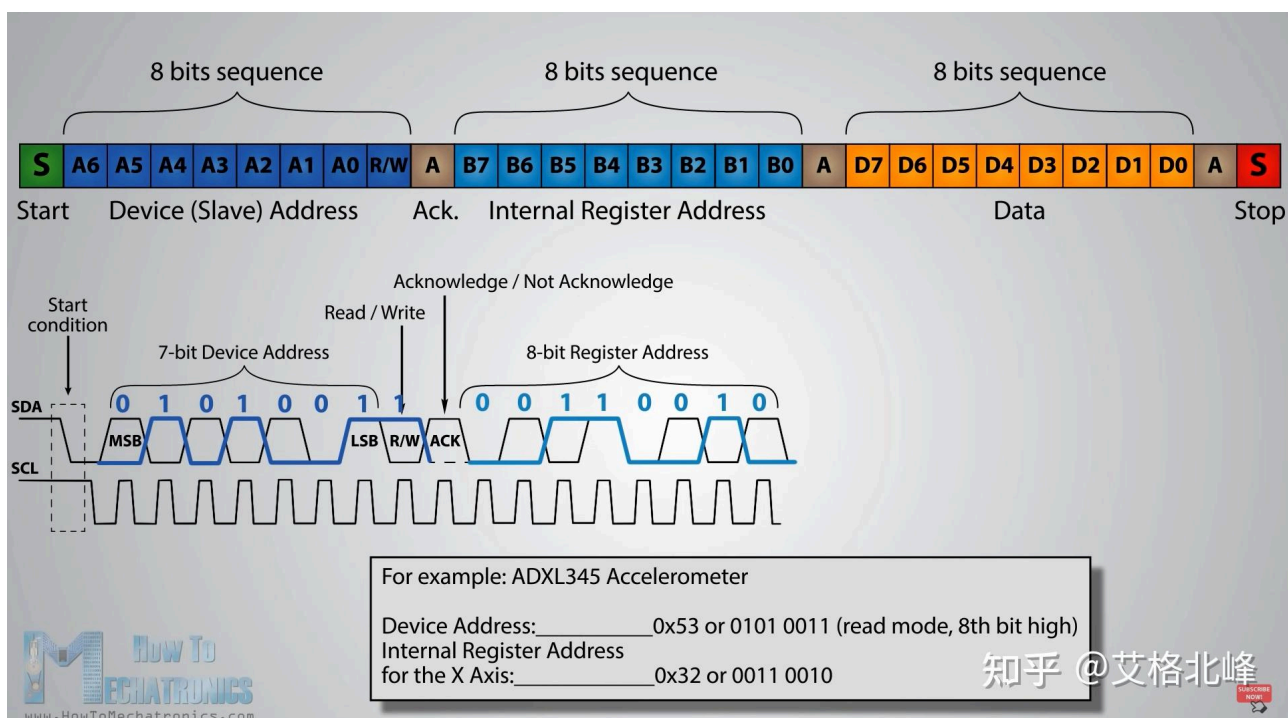 8 bits sequence 8 bits sequence 8 bits sequence
S A6 A5 A4 A3 A2 A1 A0 R/W A B7 B6 B5 B4 B3 B2 B1 B0 A D7 D6 D5 D4 D3 D2 D1 D0 A S
Start Device (Slave) Address Ack. Internal Register Address Data Stop
Acknowledge / Not Acknowledge
Start
condition
Read / Write
7-bit Device Address 8-bit Register Address
0 1 0 1 0 0 1 1 0 0 1 1 0 0 1 0
SDA
MSB LSB R/W ACK
SCL
For example: ADXL345 Accelerometer
Device Address:__________0x53 or 0101 0011 (read mode, 8th bit high)
Internal Register Address
for the X Axis:____________0x32 or 0011 0010
How To
MECHATRONICS
www.HowToMechatronics.com
知乎 @艾格北峰
SUBSCRIBE
NOW!